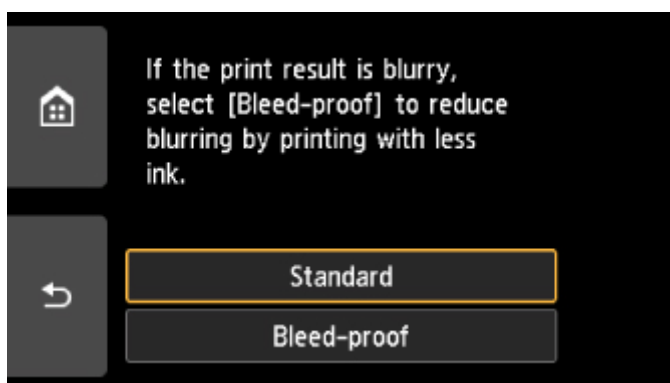 If the print result is blurry,
select [Bleed-proof] to reduce
blurring by printing with less
ink.
Standard
Bleed-proof